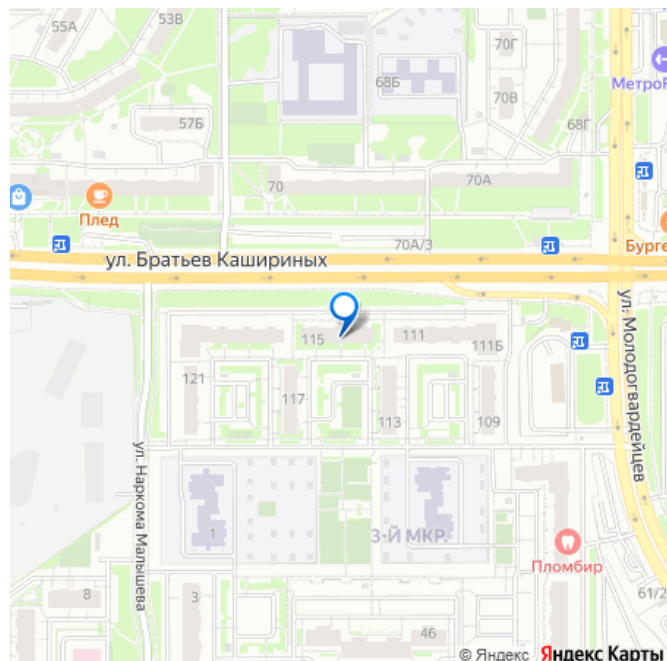 55А
53В
70Г
68Б
МетроF
70В
57Б
68Г
70
70А
Плед
70А/3
Бурге
ул. Братьев Кашириных
115
111
111Б
121
117
113
109
ул. Молодогвардейцев
ул. Наркома Малышева
1
3-Й МКР.
Пломбир
8
3
61/2
46
© Яндекс Яндекс Карты